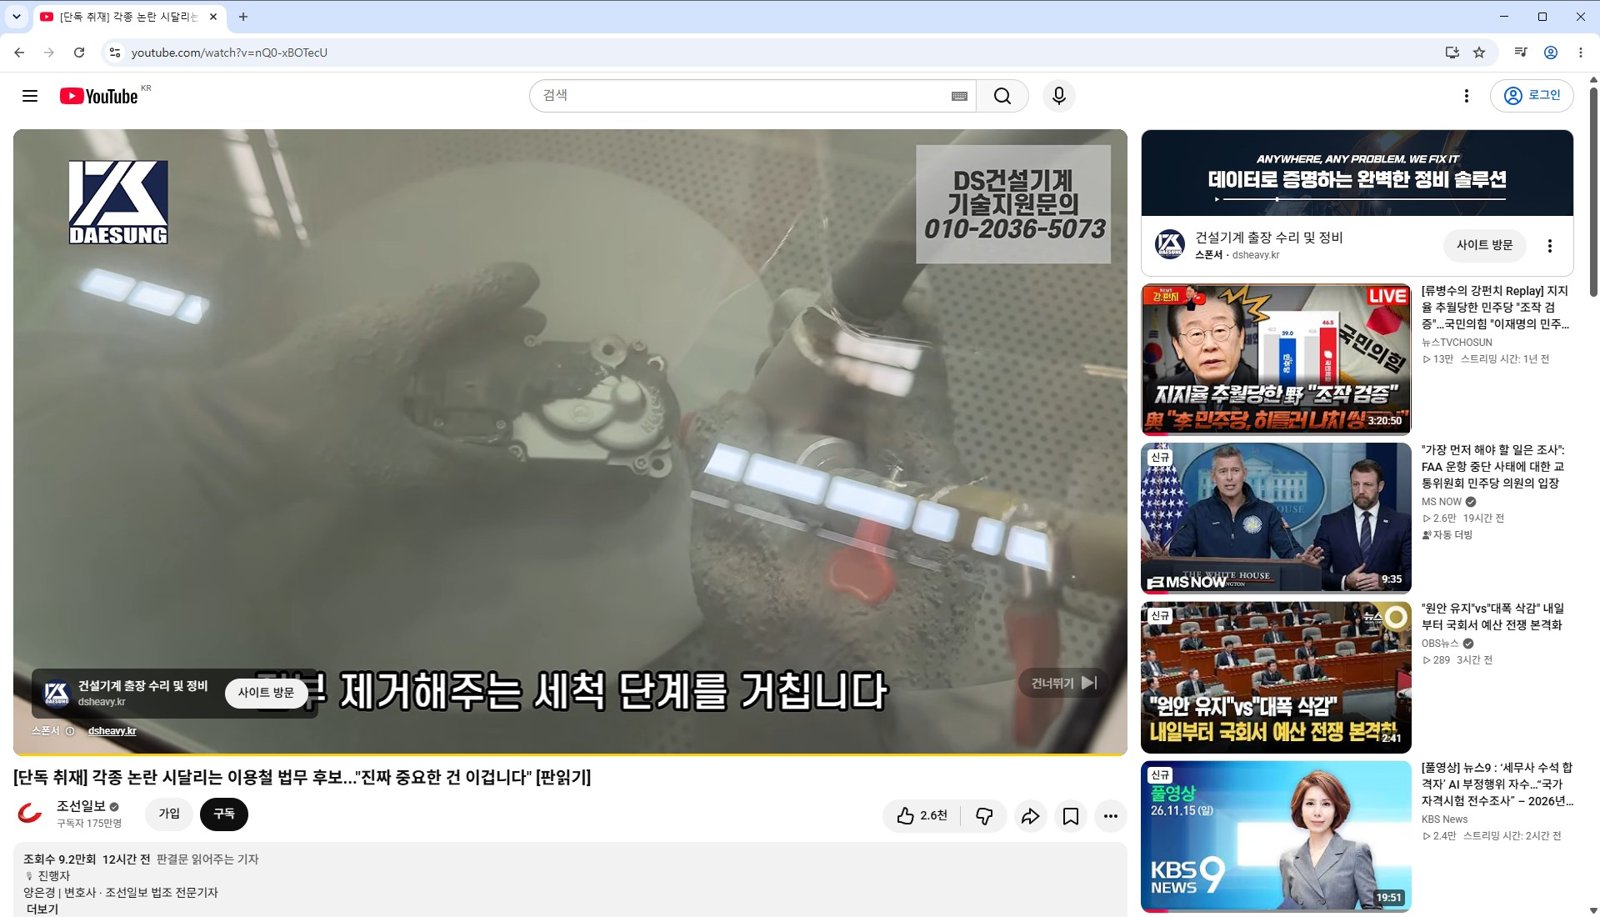 [단독 취재] 각종 논란 시달리는
youtube.com/watch?v=nQ0-xBOTecU
YouTube KR
검색
로그인
DAESUNG
DS건설기계
기술지원문의
010-2036-5073
제거해주는 세척 단계를 거칩니다
건설기계 출장 수리 및 정비
dsheavy.kr
사이트 방문
건너뛰기
스폰서
dsheavy.kr
[단독 취재] 각종 논란 시달리는 이용철 법무 후보..."진짜 중요한 건 이겁니다" [판읽기]
조선일보
구독자 175만명
가입
구독
2.6천
조회수 9.2만회 12시간 전 판결문 읽어주는 기자
진행자
양은경 | 변호사 · 조선일보 법조 전문기자
더보기
ANYWHERE, ANY PROBLEM. WE FIX IT
데이터로 증명하는 완벽한 정비 솔루션
DAESUNG
건설기계 출장 수리 및 정비
스폰서 · dsheavy.kr
사이트 방문
강펀치
LIVE
39.0
46.5
국민의힘
지지율 추월당한 野 "조작 검증"
與 "李 민주당, 히틀러 나치
3:20:50
[류병수의 강펀치 Replay] 지지
율 추월당한 민주당 "조작 검
증"...국민의힘 "이재명의 민주...
뉴스TVCHOSUN
13만 스트리밍 시간: 1년 전
신규
THE WHITE HOUSE
MS NOW
9:35
"가장 먼저 해야 할 일은 조사":
FAA 운항 중단 사태에 대한 교
통위원회 민주당 의원의 입장
MS NOW
2.6만 19시간 전
자동 더빙
신규
뉴스
"원안 유지"vs"대폭 삭감"
내일부터 국회서 예산 전쟁 본격화
2:41
"원안 유지"vs"대폭 삭감" 내일
부터 국회서 예산 전쟁 본격화
OBS뉴스
289 3시간 전
신규
풀영상
26.11.15 (일)
KBS
NEWS 9
19:51
[풀영상] 뉴스9 : ‘세무사 수석 합
격자’ AI 부정행위 자수...“국가
자격시험 전수조사” – 2026년...
KBS News
2.4만 스트리밍 시간: 2시간 전